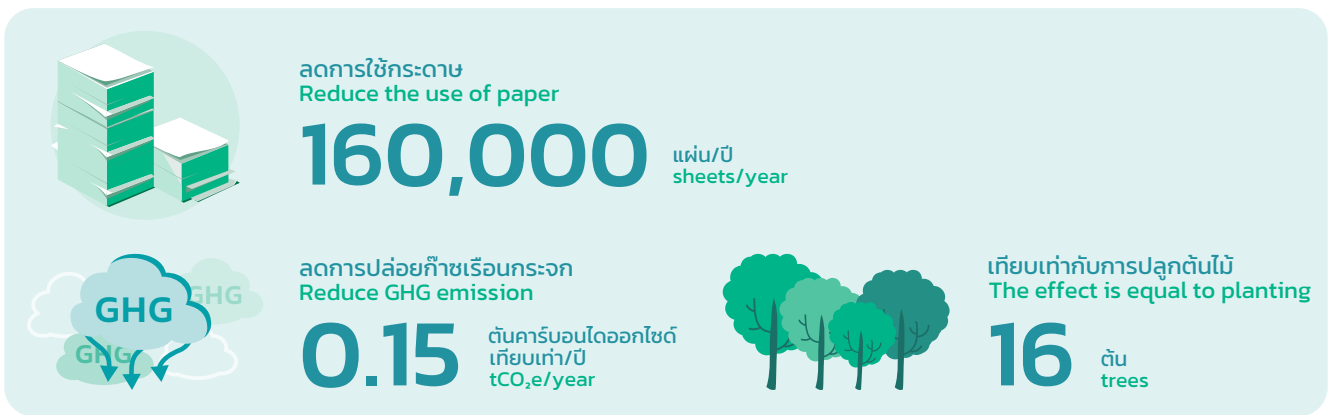 ลดการใช้กระดาษ
Reduce the use of paper
160,000
แผ่น/ปี
sheets/year
GHG
GHG
GHG
ลดการปล่อยก๊าซเรือนกระจก
Reduce GHG emission
0.15
ตันคาร์บอนไดออกไซด์
เทียบเท่า/ปี
tCO₂e/year
เทียบเท่ากับการปลูกต้นไม้
The effect is equal to planting
16
ต้น
trees